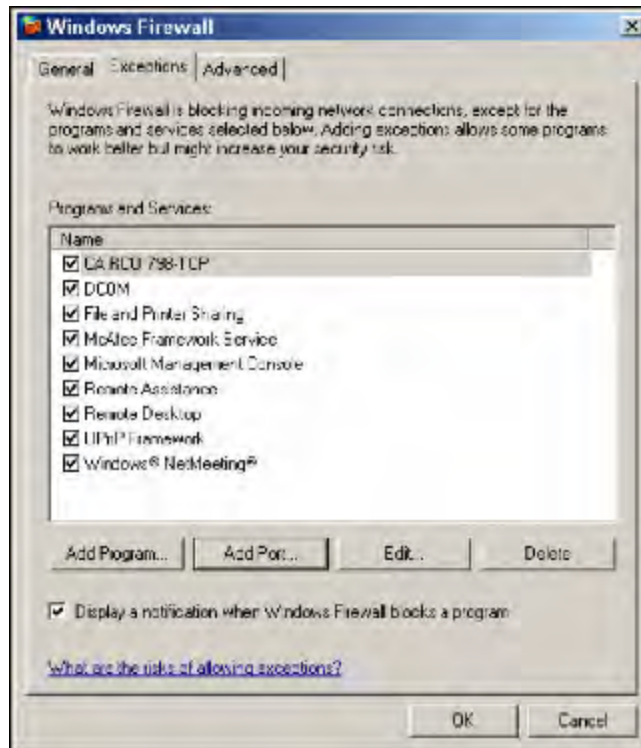 Windows Firewall
General Exceptions Advanced
Windows Firewall is blocking incoming network connections, except for the
programs and services selected below. Adding exceptions allows some programs
to work better but might increase your security risk.
Programs and Services:
Name
CA RCO 798-TCP
DCOM
File and Printer Sharing
McAfee Framework Service
Microsoft Management Console
Remote Assistance
Remote Desktop
UPnP Framework
Windows® NetMeeting®
Add Program... Add Port... Edit... Delete
Display a notification when Windows Firewall blocks a program
What are the risks of allowing exceptions?
OK Cancel